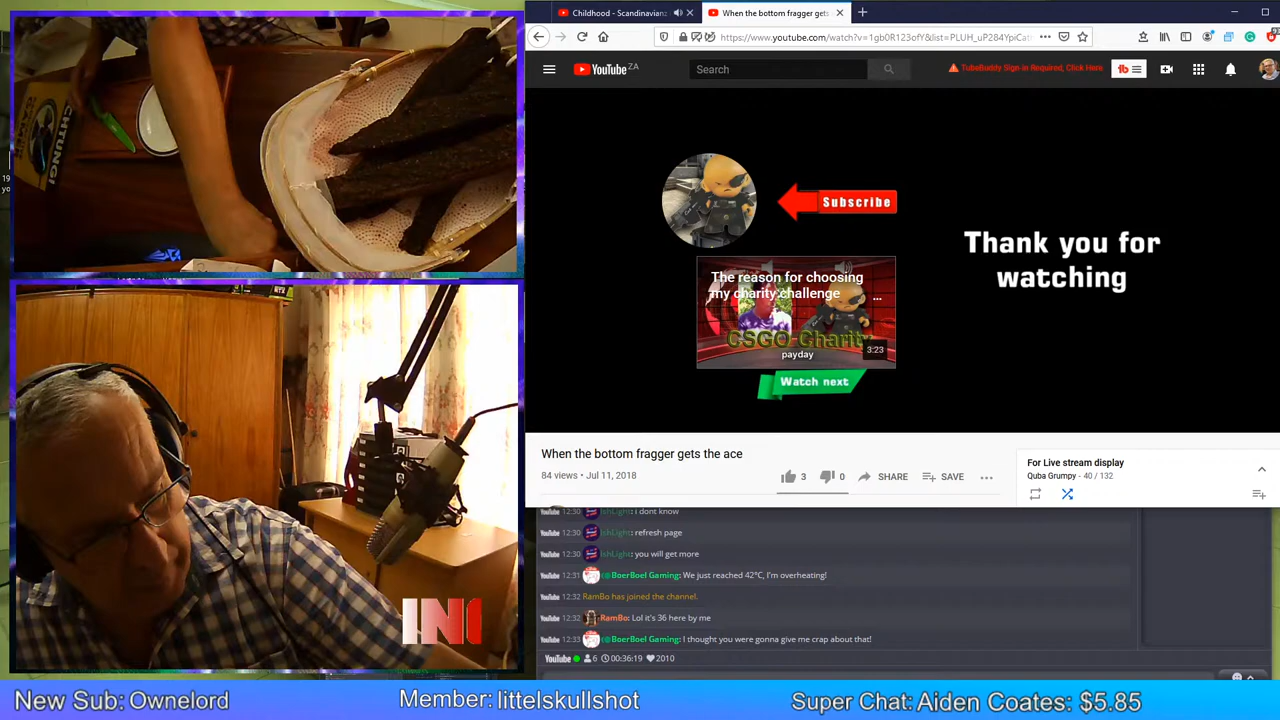 CHTUNG!
GAMER
Childhood - Scandinavianz
When the bottom fragger gets
https://www.youtube.com/watch?v=1gb0R123ofY&list=PLUH_uP284YpiCat
YouTube ZA
Search
TubeBuddy Sign-in Required, Click Here
Subscribe
Thank you for
watching
The reason for choosing
my charity challenge
...
CSGO Charity
payday
3:23
Watch next
When the bottom fragger gets the ace
84 views • Jul 11, 2018
3
0
SHARE
SAVE
For Live stream display
Quba Grumpy - 40 / 132
YouTube 12:30 IshLight: I dont know
YouTube 12:30 IshLight: refresh page
YouTube 12:30 IshLight: you will get more
YouTube 12:31 BoerBoel Gaming: We just reached 42°C, I'm overheating!
YouTube 12:32 RamBo has joined the channel.
YouTube 12:32 RamBo: Lol it's 36 here by me
YouTube 12:33 BoerBoel Gaming: I thought you were gonna give me crap about that!
YouTube 6 00:36:19 2010
New Sub: Ownelord
Member: littelskullshot
Super Chat: Aiden Coates: $5.85